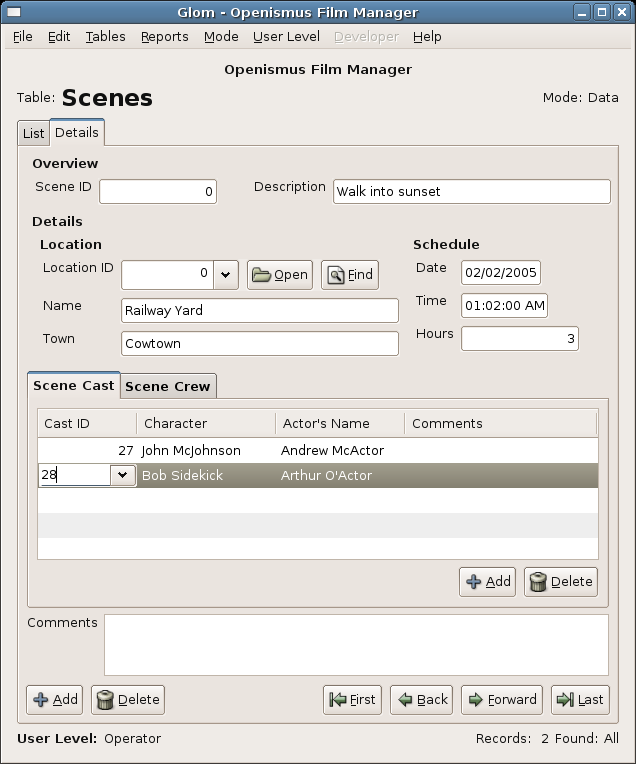 Glom - Openismus Film Manager
File Edit Tables Reports Mode User Level Developer Help
Openismus Film Manager
Table: Scenes Mode: Data
List Details
Overview
Scene ID 0 Description Walk into sunset
Details
Location Schedule
Location ID 0 Open Find Date 02/02/2005
Name Railway Yard Time 01:02:00 AM
Town Cowtown Hours 3
Scene Cast Scene Crew
Cast ID Character Actor's Name Comments
27 John McJohnson Andrew McActor
28 Bob Sidekick Arthur O'Actor
Add Delete
Comments
Add Delete First Back Forward Last
User Level: Operator Records: 2 Found: All